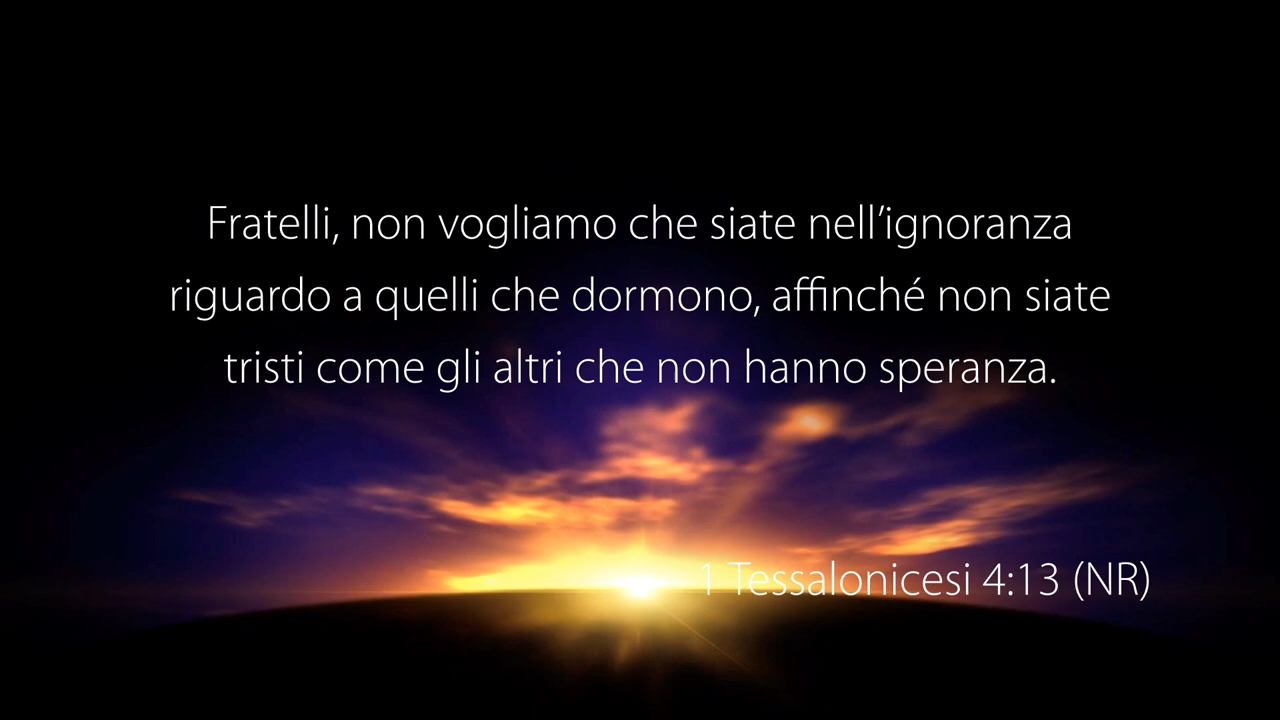 Fratelli, non vogliamo che siate nell’ignoranza
riguardo a quelli che dormono, affinché non siate
tristi come gli altri che non hanno speranza.
1 Tessalonicesi 4:13 (NR)